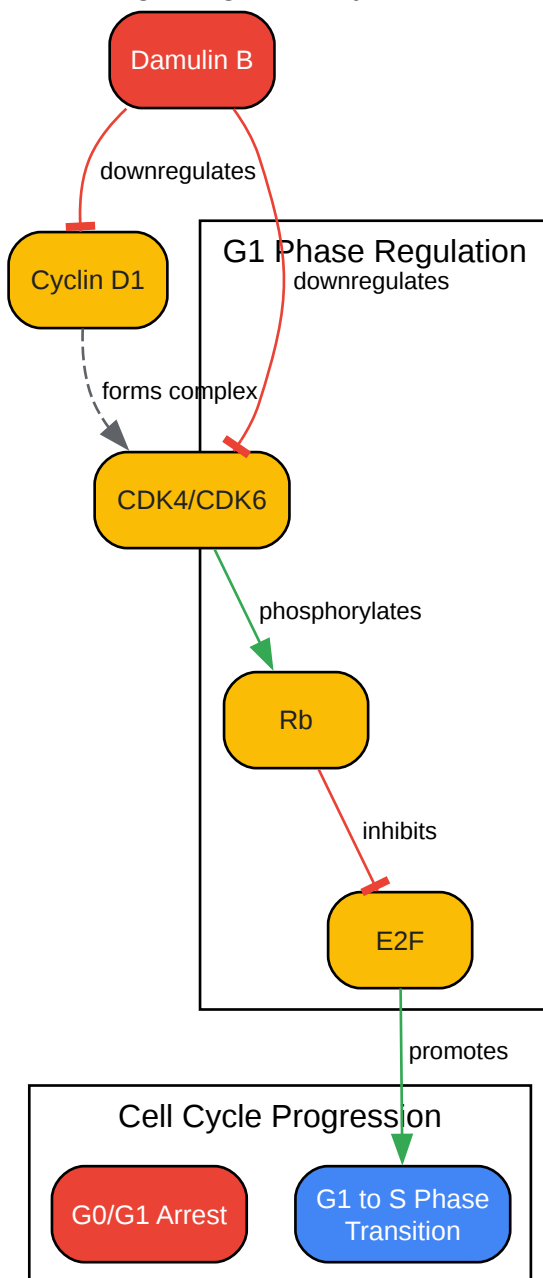 Damulin B
downregulates
Cyclin D1
G1 Phase Regulation
downregulates
forms complex
CDK4/CDK6
phosphorylates
Rb
inhibits
E2F
promotes
Cell Cycle Progression
G0/G1 Arrest
G1 to S Phase
Transition